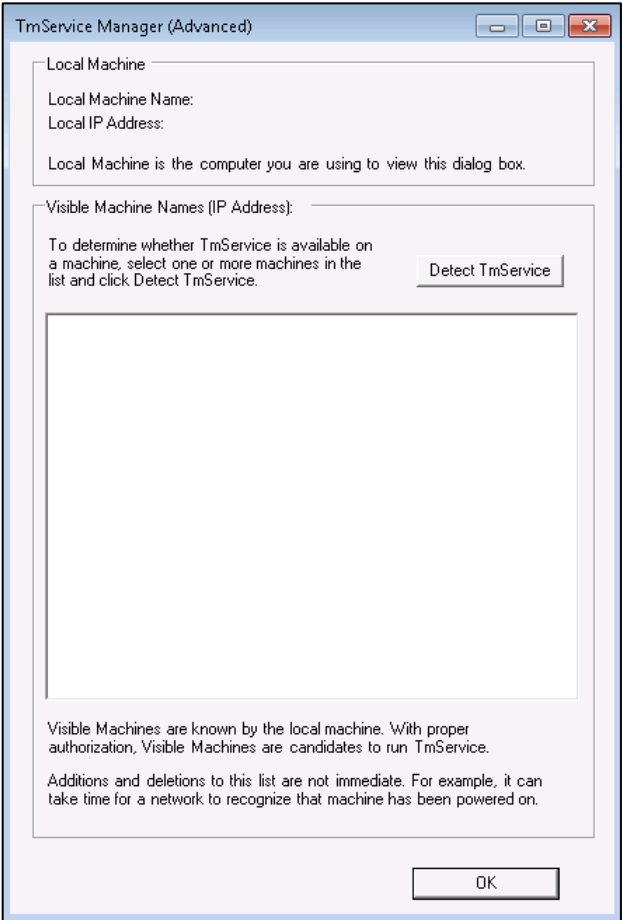 TmService Manager (Advanced)
Local Machine
Local Machine Name:
Local IP Address:
Local Machine is the computer you are using to view this dialog box.
Visible Machine Names (IP Address):
To determine whether TmService is available on
a machine, select one or more machines in the
list and click Detect TmService.
Detect TmService
Visible Machines are known by the local machine. With proper
authorization, Visible Machines are candidates to run TmService.
Additions and deletions to this list are not immediate. For example, it can
take time for a network to recognize that machine has been powered on.
OK